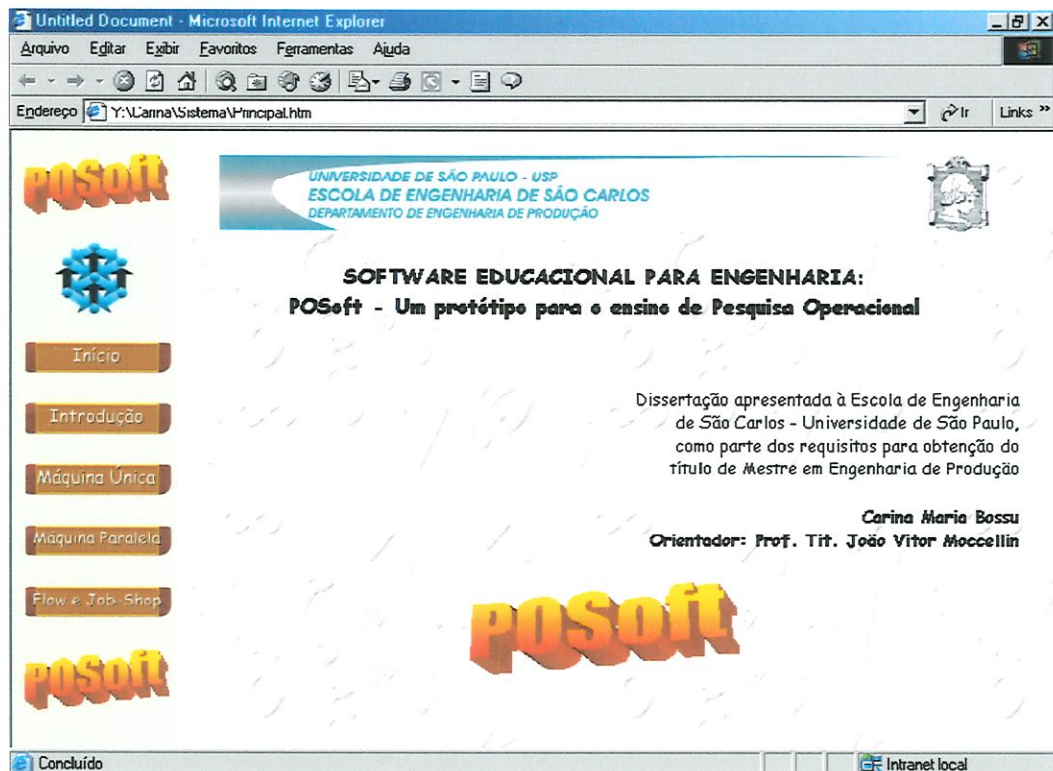 Untitled Document - Microsoft Internet Explorer
Arquivo Editar Exibir Favoritos Ferramentas Ajuda
Endereço Y:\Carina\Sistema\Principal.htm Ir Links »
POSoft
UNIVERSIDADE DE SÃO PAULO - USP
ESCOLA DE ENGENHARIA DE SÃO CARLOS
DEPARTAMENTO DE ENGENHARIA DE PRODUÇÃO
SOFTWARE EDUCACIONAL PARA ENGENHARIA:
POSoft - Um protótipo para o ensino de Pesquisa Operacional
Início
Introdução
Máquina Única
Máquina Paralela
Flow e Job-Shop
POSoft
Dissertação apresentada à Escola de Engenharia
de São Carlos - Universidade de São Paulo,
como parte dos requisitos para obtenção do
título de Mestre em Engenharia de Produção
Carina Maria Bossu
Orientador: Prof. Tit. João Vitor Moccellin
POSoft
Concluído Intranet local